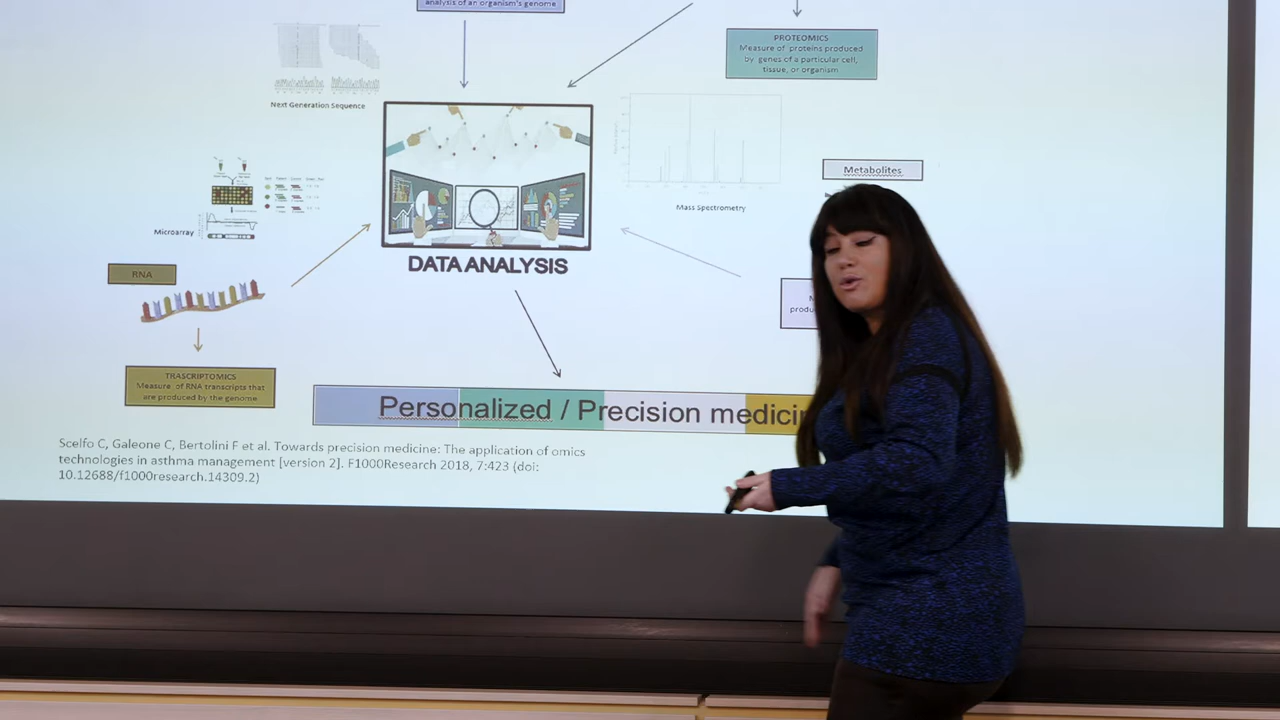 analysis of an organism's genome
PROTEOMICS
Measure of proteins produced
by genes of a particular cell,
tissue, or organism
Next Generation Sequence
Metabolites
Mass Spectrometry
Microarray
DATA ANALYSIS
RNA
produ
TRASCRIPTOMICS
Measure of RNA transcripts that
are produced by the genome.
Personalized / Precision medicin
Scelfo C, Galeone C, Bertolini F et al. Towards precision medicine: The application of omics
technologies in asthma management [version 2]. F1000Research 2018, 7:423 (doi:
10.12688/f1000research.14309.2)